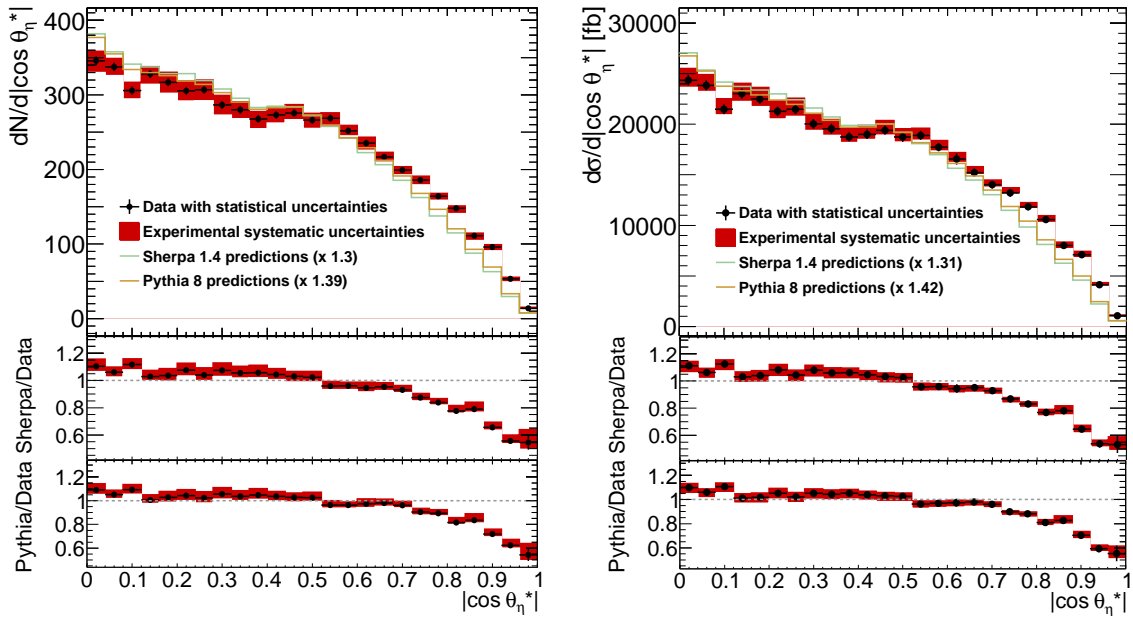 dN/d|cos θη*|
400
350
300
250
200
150
100
50
0
Data with statistical uncertainties
Experimental systematic uncertainties
Sherpa 1.4 predictions (x 1.3)
Pythia 8 predictions (x 1.39)
Sherpa/Data
1.2
1
0.8
0.6
Pythia/Data
1.2
1
0.8
0.6
0 0.1 0.2 0.3 0.4 0.5 0.6 0.7 0.8 0.9 1
|cos θη*|
dσ/d|cos θη*| [fb]
30000
20000
10000
0
Data with statistical uncertainties
Experimental systematic uncertainties
Sherpa 1.4 predictions (x 1.31)
Pythia 8 predictions (x 1.42)
Sherpa/Data
1.2
1
0.8
0.6
Pythia/Data
1.2
1
0.8
0.6
0 0.1 0.2 0.3 0.4 0.5 0.6 0.7 0.8 0.9 1
|cos θη*|